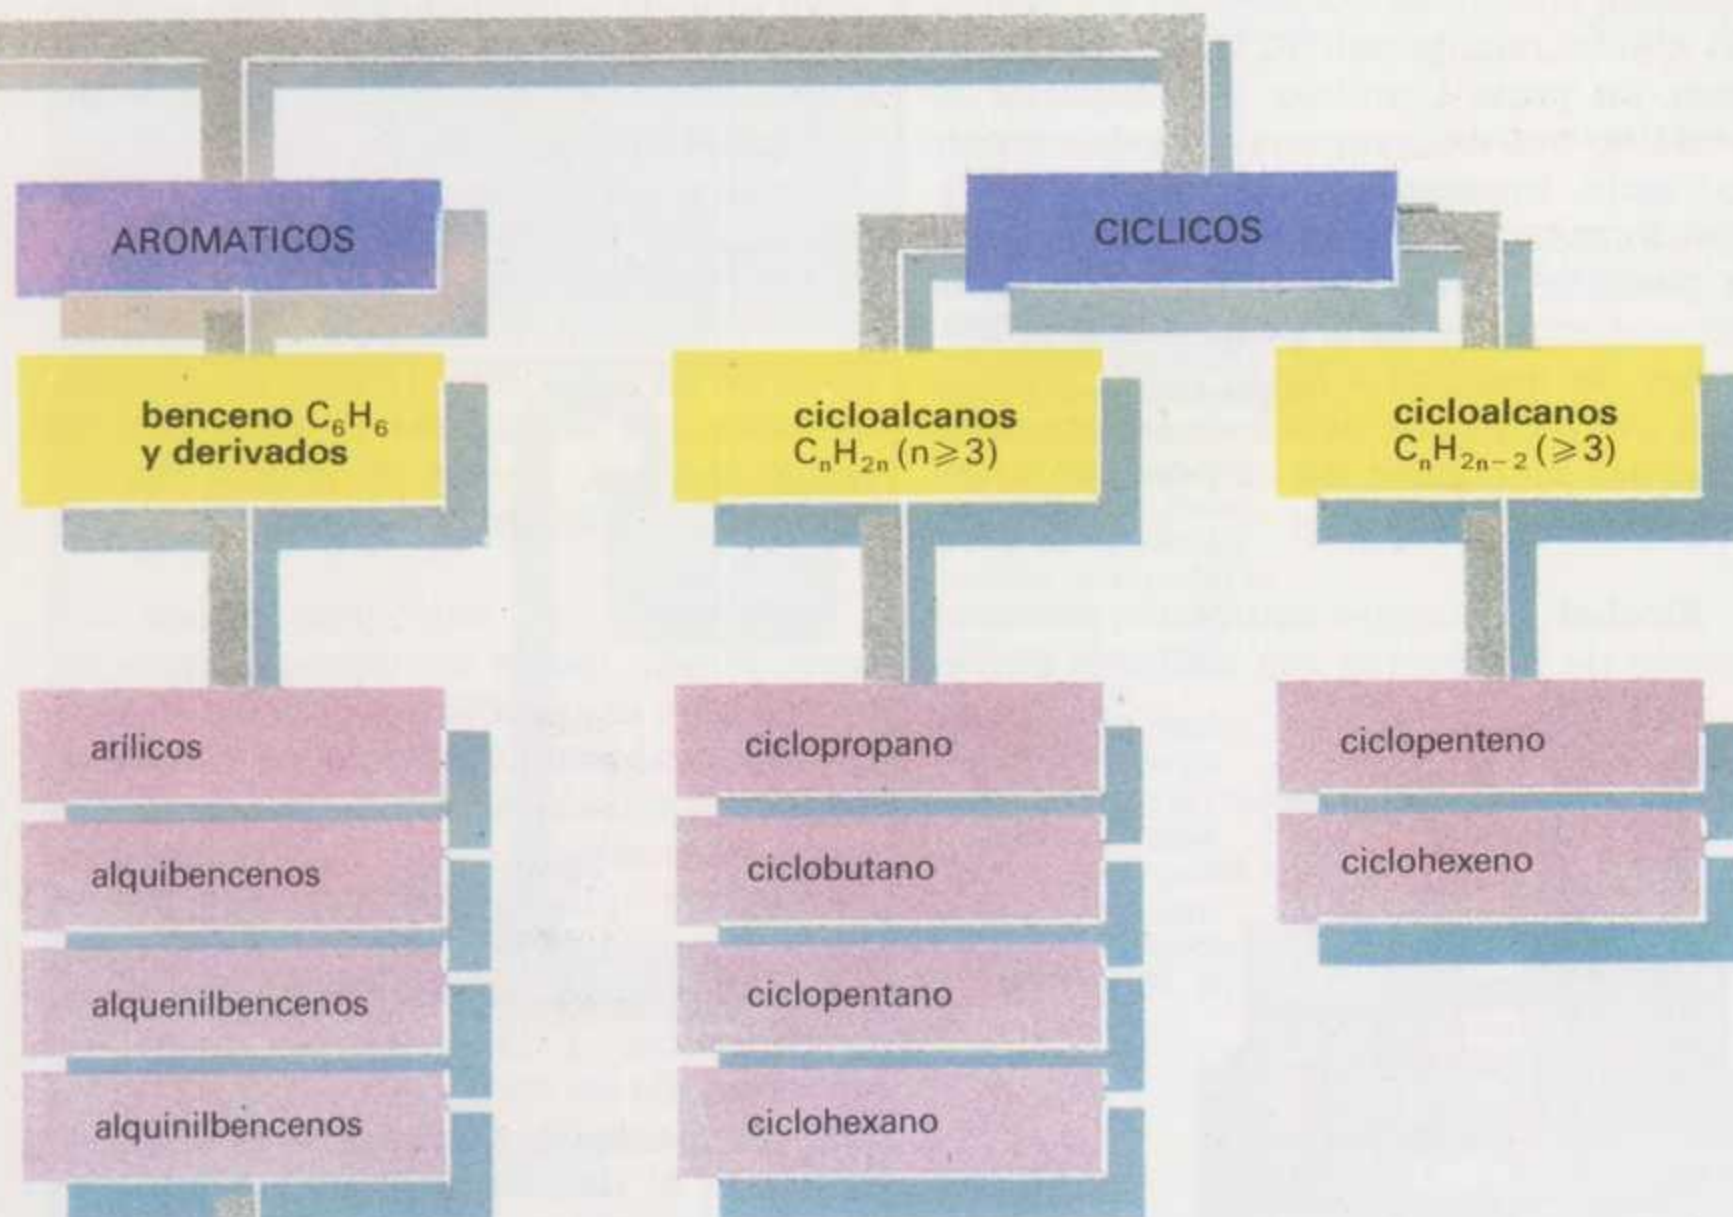 AROMATICOS
CICLICOS
benceno C₆H₆
y derivados
cicloalcanos
CₙH₂ₙ (n⩾3)
cicloalcanos
CₙH₂ₙ₋₂ (⩾3)
arílicos
alquibencenos
alquenilbencenos
alquinilbencenos
ciclopropano
ciclobutano
ciclopentano
ciclohexano
ciclopenteno
ciclohexeno